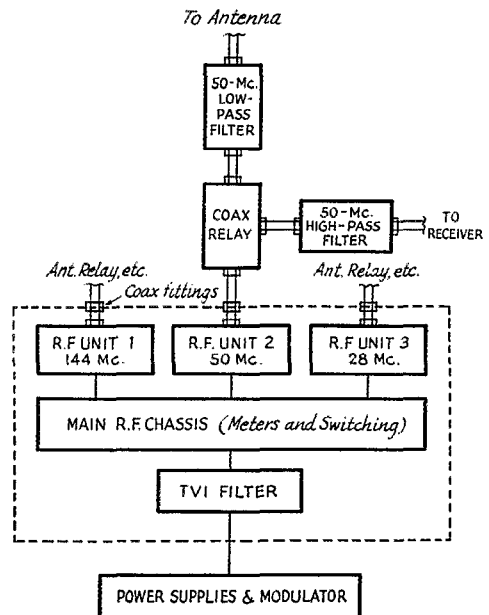 To Antenna
50-Mc.
LOW-
PASS
FILTER
COAX
RELAY
50-Mc.
HIGH-PASS
FILTER
TO
RECEIVER
Ant. Relay, etc.
Ant. Relay, etc.
Coax fittings
R.F UNIT 1
144 Mc.
R.F. UNIT 2
50 Mc.
R.F. UNIT 3
28 Mc.
MAIN R.F. CHASSIS (Meters and Switching)
TVI FILTER
POWER SUPPLIES & MODULATOR